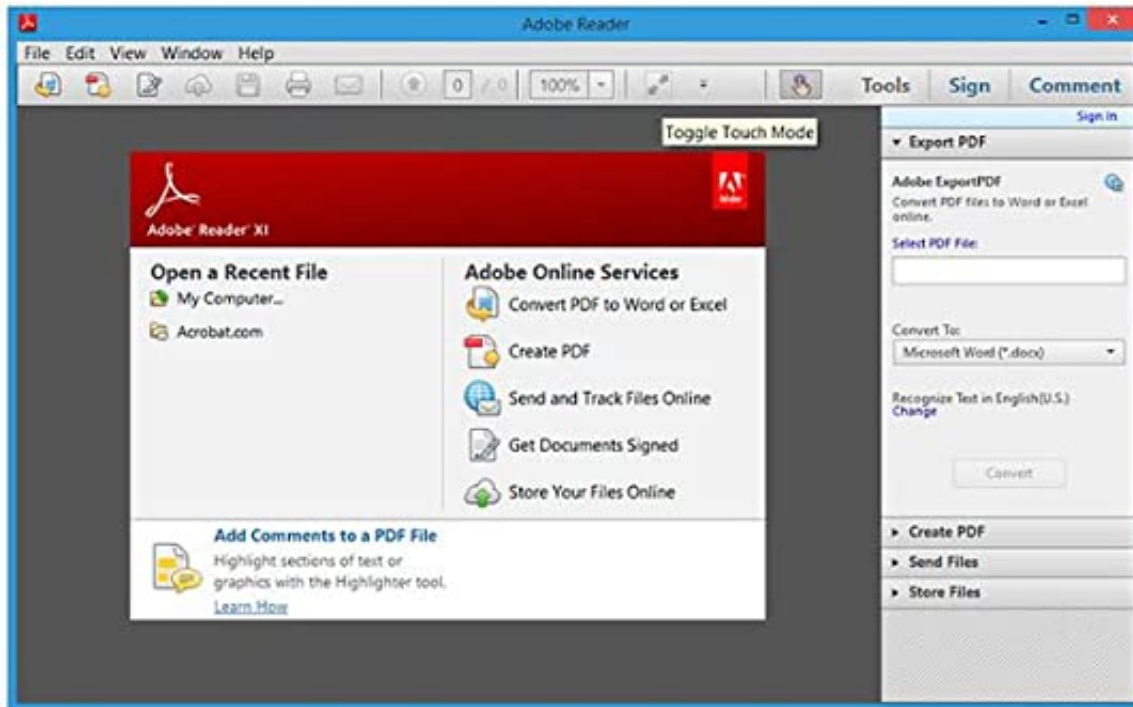 Adobe Reader
File Edit View Window Help
0 / 0 100% Tools Sign Comment
Toggle Touch Mode
Sign In
Export PDF
Adobe ExportPDF
Convert PDF files to Word or Excel
online.
Select PDF File:
Convert To:
Microsoft Word (*.docx)
Recognize Text in English(U.S.)
Change
Convert
Create PDF
Send Files
Store Files
Adobe
Adobe® Reader® XI
Open a Recent File
My Computer...
Acrobat.com
Adobe Online Services
Convert PDF to Word or Excel
Create PDF
Send and Track Files Online
Get Documents Signed
Store Your Files Online
Add Comments to a PDF File
Highlight sections of text or
graphics with the Highlighter tool.
Learn How